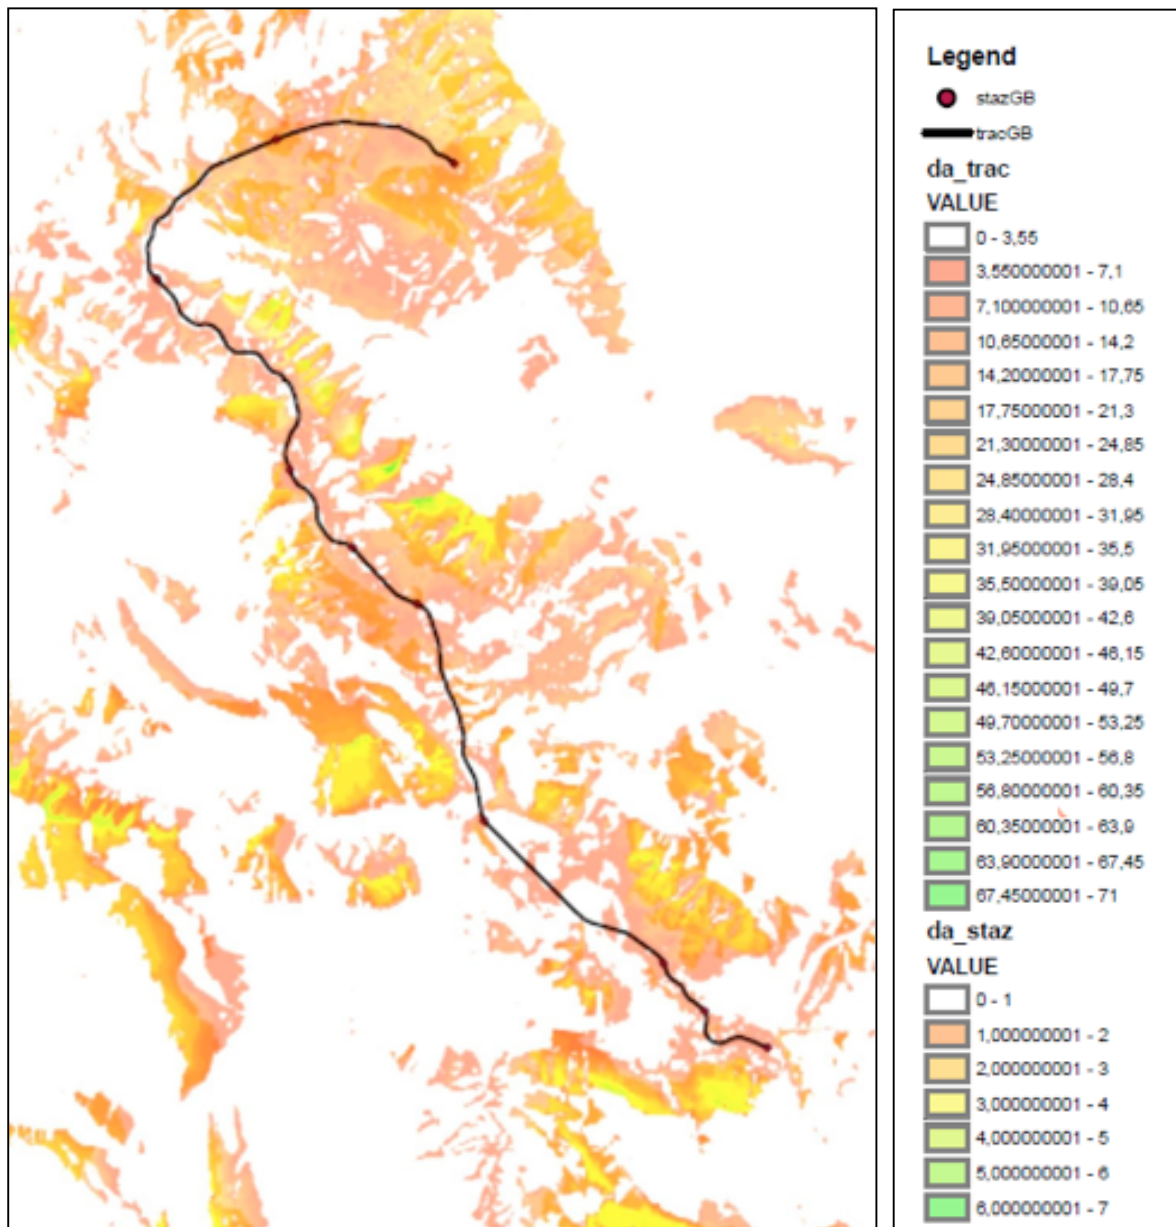 Legend
stazGB
tracGB
da_trac
VALUE
0 - 3,55
3,550000001 - 7,1
7,100000001 - 10,65
10,65000001 - 14,2
14,20000001 - 17,75
17,75000001 - 21,3
21,30000001 - 24,85
24,85000001 - 28,4
28,40000001 - 31,95
31,95000001 - 35,5
35,50000001 - 39,05
39,05000001 - 42,6
42,60000001 - 46,15
46,15000001 - 49,7
49,70000001 - 53,25
53,25000001 - 56,8
56,80000001 - 60,35
60,35000001 - 63,9
63,90000001 - 67,45
67,45000001 - 71
da_staz
VALUE
0 - 1
1,000000001 - 2
2,000000001 - 3
3,000000001 - 4
4,000000001 - 5
5,000000001 - 6
6,000000001 - 7